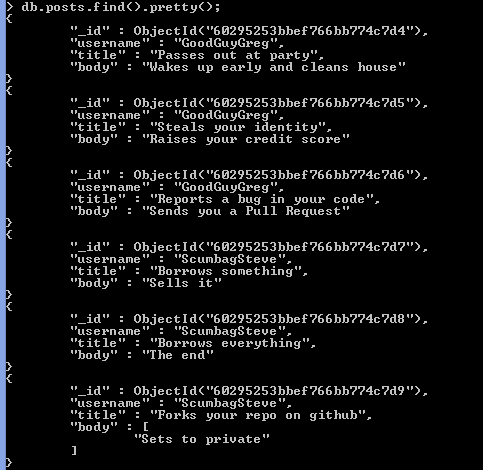 > db.posts.find().pretty();
{
"_id" : ObjectId("60295253bbef766bb774c7d4"),
"username" : "GoodGuyGreg",
"title" : "Passes out at party",
"body" : "Wakes up early and cleans house"
}
{
"_id" : ObjectId("60295253bbef766bb774c7d5"),
"username" : "GoodGuyGreg",
"title" : "Steals your identity",
"body" : "Raises your credit score"
}
{
"_id" : ObjectId("60295253bbef766bb774c7d6"),
"username" : "GoodGuyGreg",
"title" : "Reports a bug in your code",
"body" : "Sends you a Pull Request"
}
{
"_id" : ObjectId("60295253bbef766bb774c7d7"),
"username" : "ScumbagSteve",
"title" : "Borrows something",
"body" : "Sells it"
}
{
"_id" : ObjectId("60295253bbef766bb774c7d8"),
"username" : "ScumbagSteve",
"title" : "Borrows everything",
"body" : "The end"
}
{
"_id" : ObjectId("60295253bbef766bb774c7d9"),
"username" : "ScumbagSteve",
"title" : "Forks your repo on github",
"body" : [
"Sets to private"
]
}